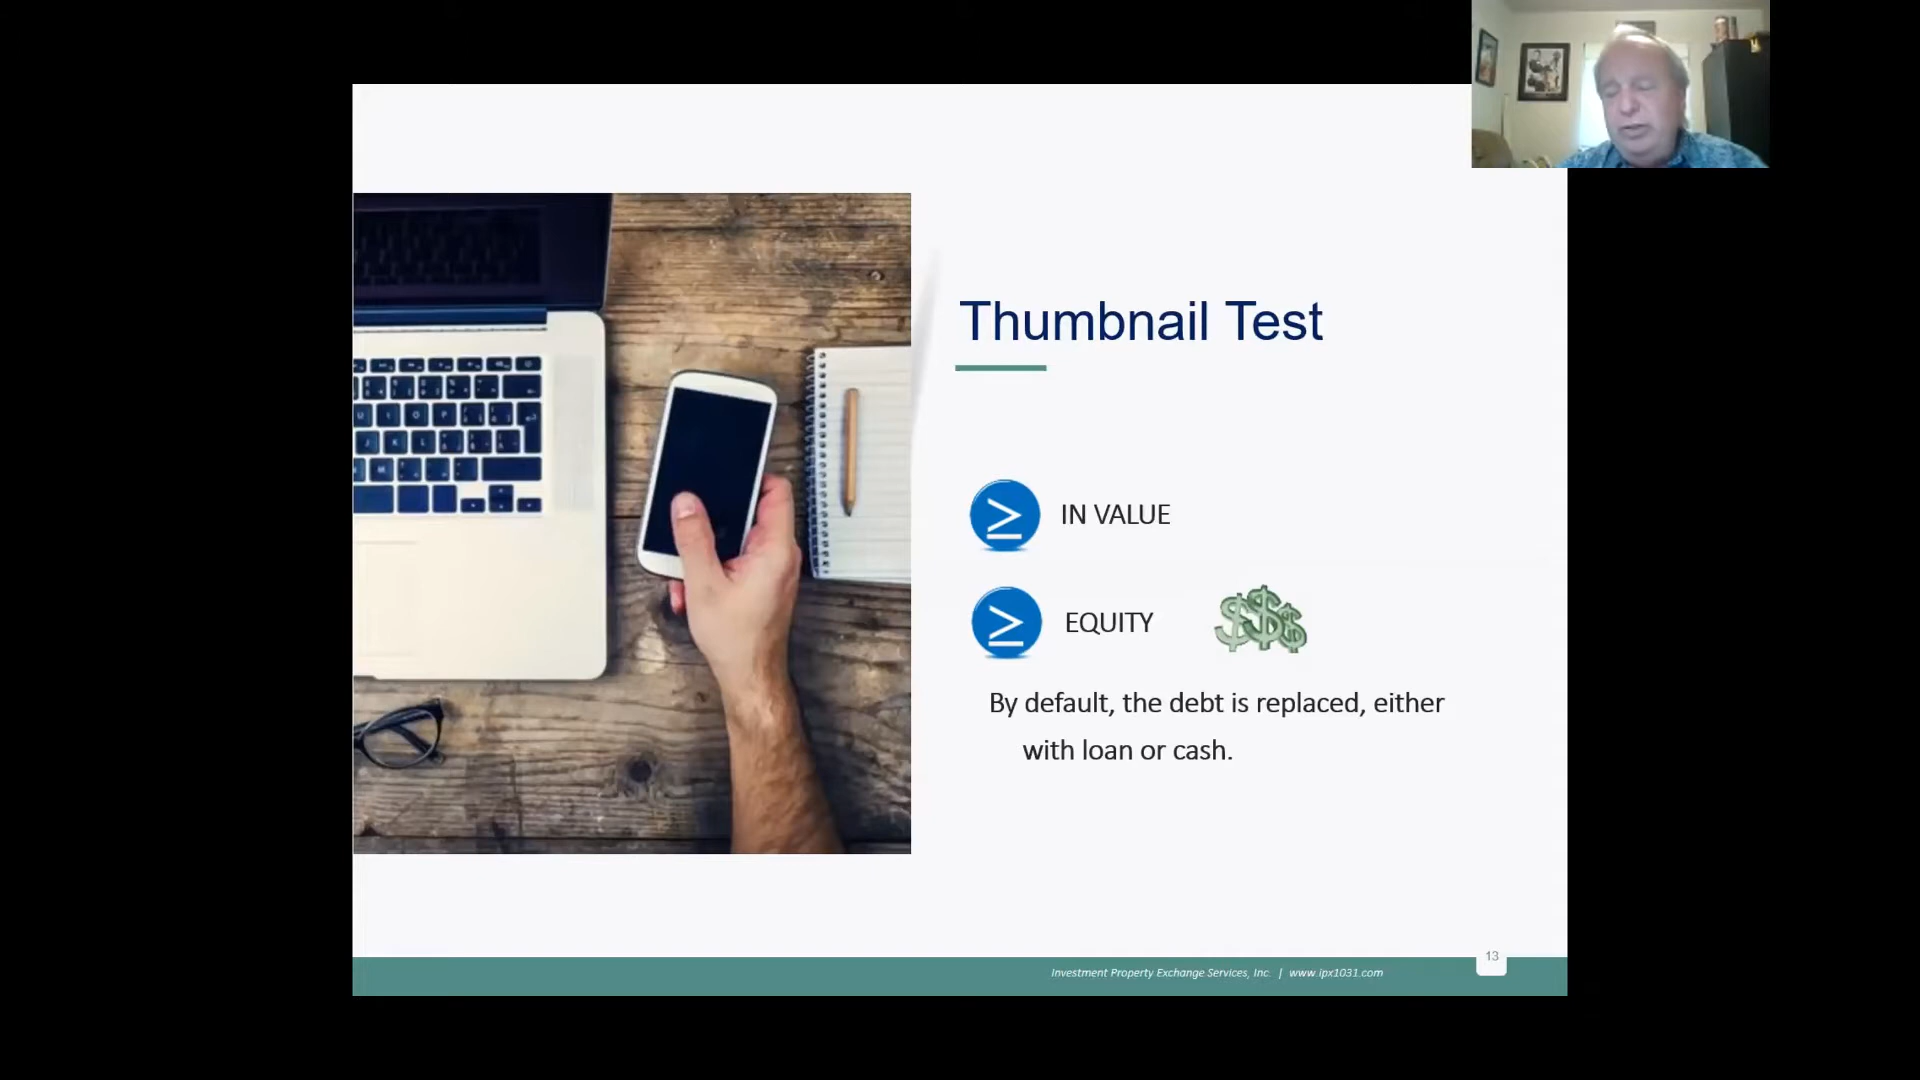 Thumbnail Test
≥ IN VALUE
≥ EQUITY
$$$
By default, the debt is replaced, either
with loan or cash.
13
Investment Property Exchange Services, Inc. | www.ipx1031.com